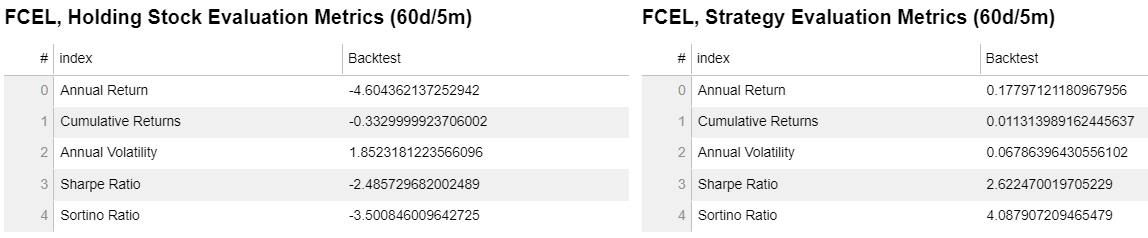 FCEL, Holding Stock Evaluation Metrics (60d/5m)
# index Backtest
0 Annual Return -4.604362137252942
1 Cumulative Returns -0.3329999923706002
2 Annual Volatility 1.8523181223566096
3 Sharpe Ratio -2.485729682002489
4 Sortino Ratio -3.500846009642725
FCEL, Strategy Evaluation Metrics (60d/5m)
# index Backtest
0 Annual Return 0.17797121180967956
1 Cumulative Returns 0.011313989162445637
2 Annual Volatility 0.06786396430556102
3 Sharpe Ratio 2.622470019705229
4 Sortino Ratio 4.087907209465479